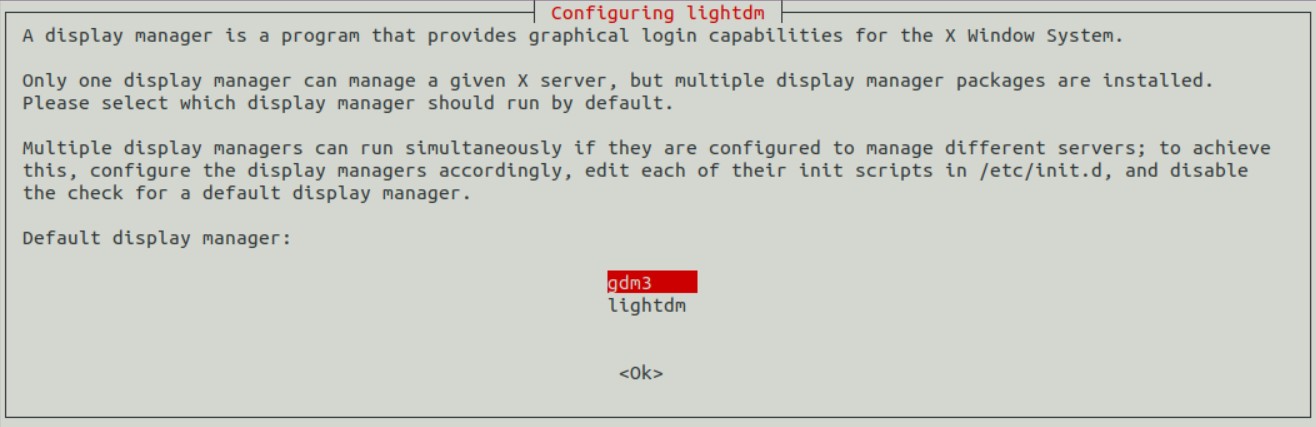 Configuring lightdm
A display manager is a program that provides graphical login capabilities for the X Window System.
Only one display manager can manage a given X server, but multiple display manager packages are installed.
Please select which display manager should run by default.
Multiple display managers can run simultaneously if they are configured to manage different servers; to achieve
this, configure the display managers accordingly, edit each of their init scripts in /etc/init.d, and disable
the check for a default display manager.
Default display manager:
gdm3
lightdm
<Ok>